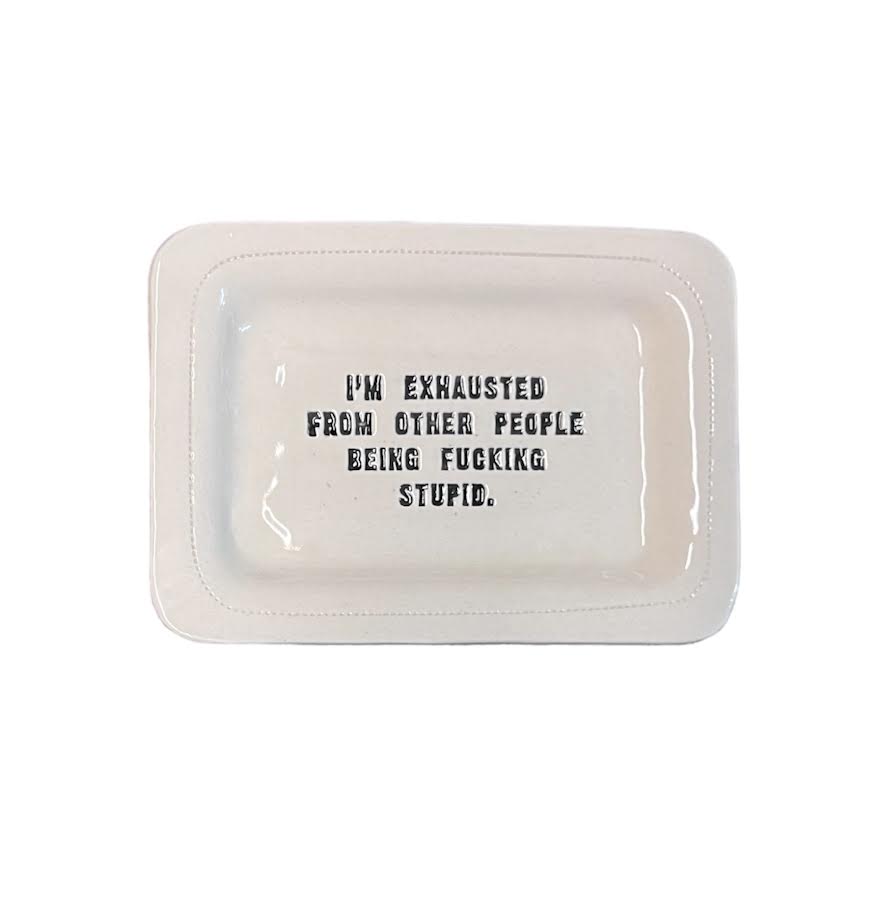 I'M EXHAUSTED
FROM OTHER PEOPLE
BEING FUCKING
STUPID.